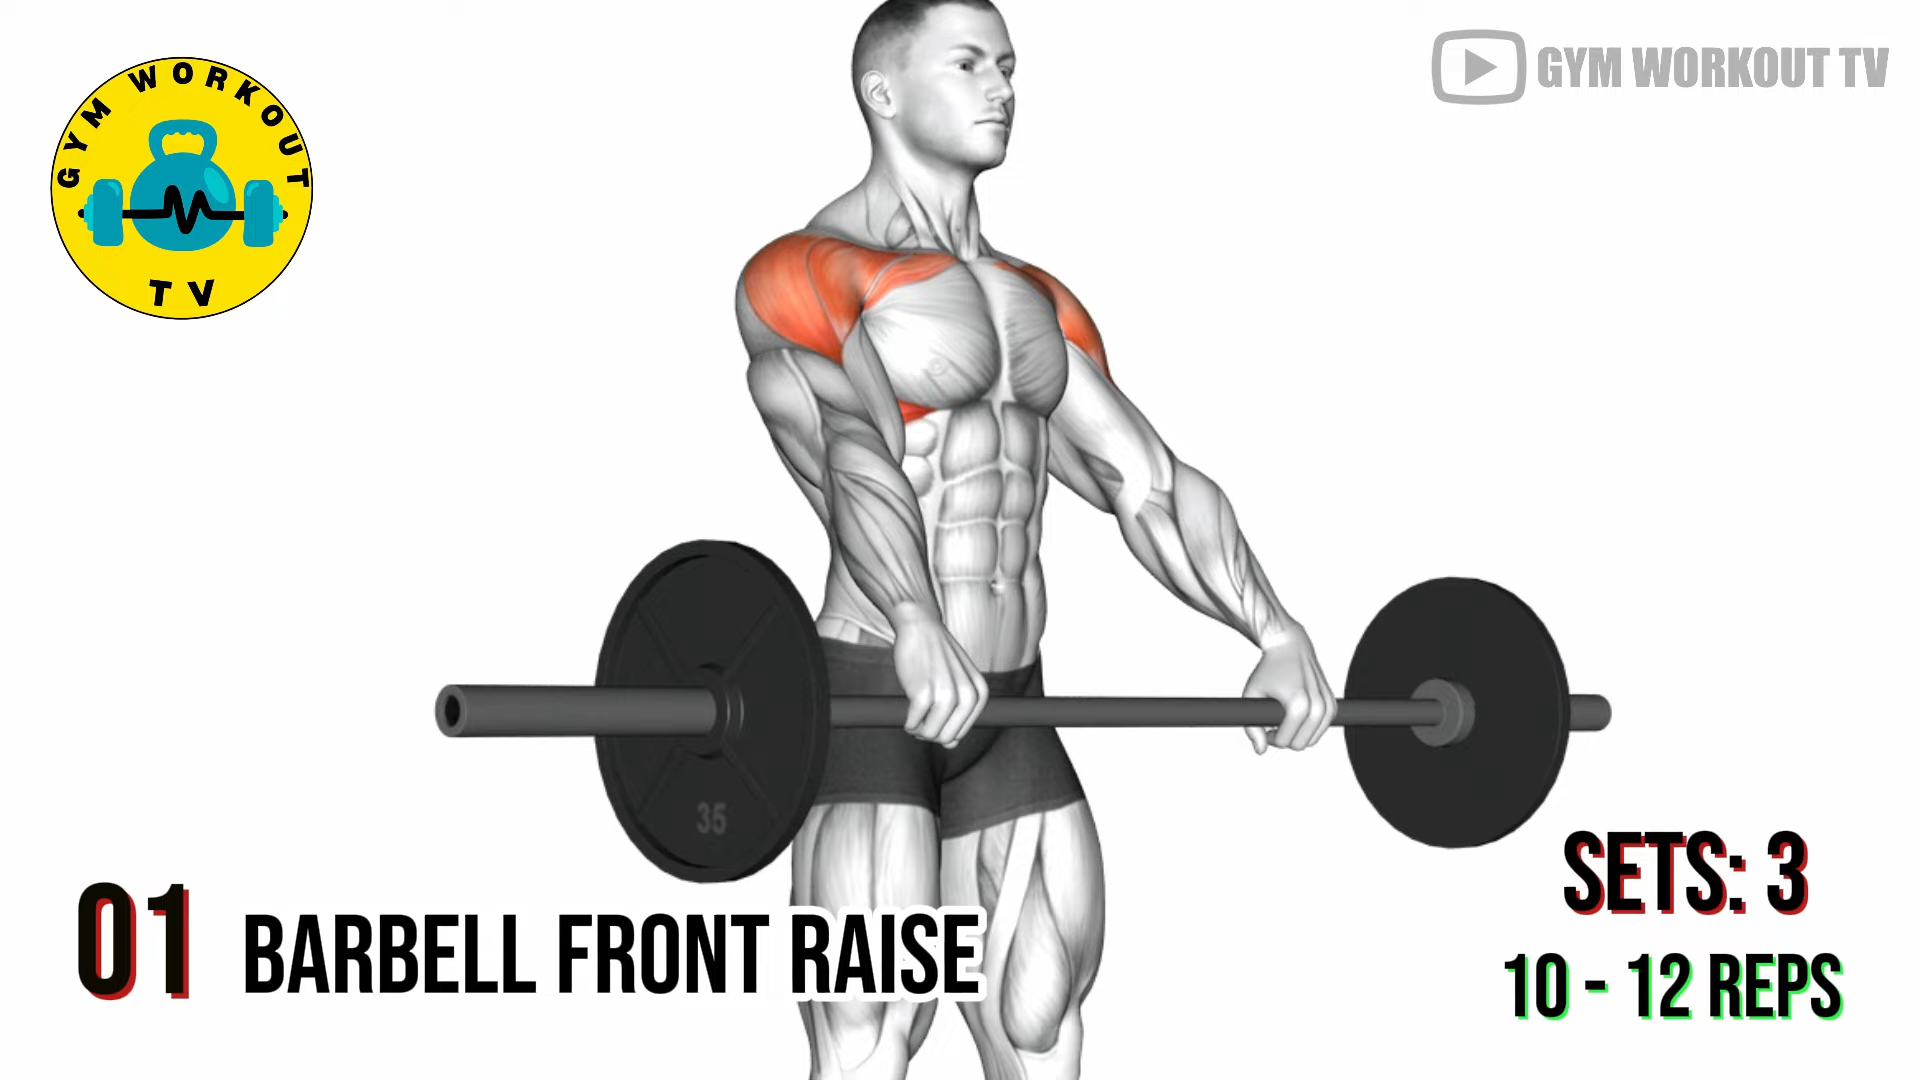 GYM WORKOUT
TV
GYM WORKOUT TV
35
01 BARBELL FRONT RAISE
SETS: 3
10 - 12 REPS